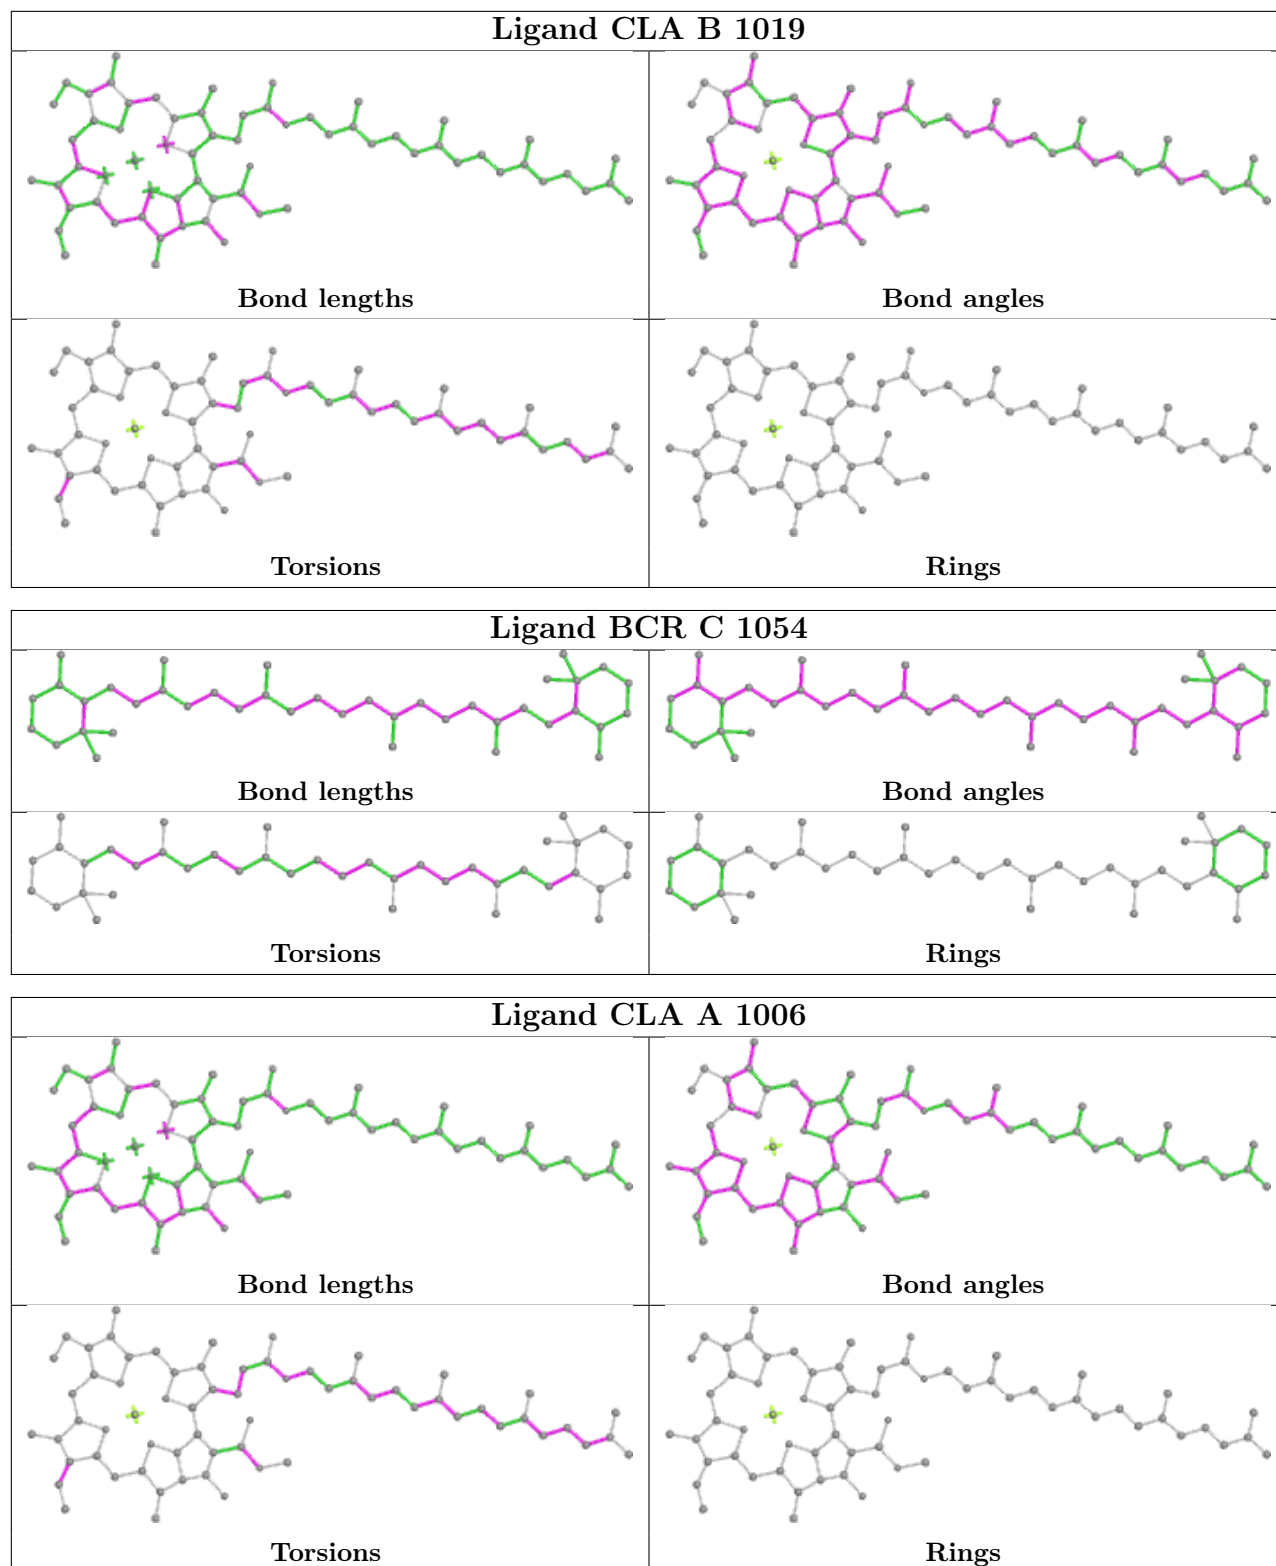 Ligand CLA B 1019
Bond lengths
Bond angles
Torsions
Rings
Ligand BCR C 1054
Bond lengths
Bond angles
Torsions
Rings
Ligand CLA A 1006
Bond lengths
Bond angles
Torsions
Rings